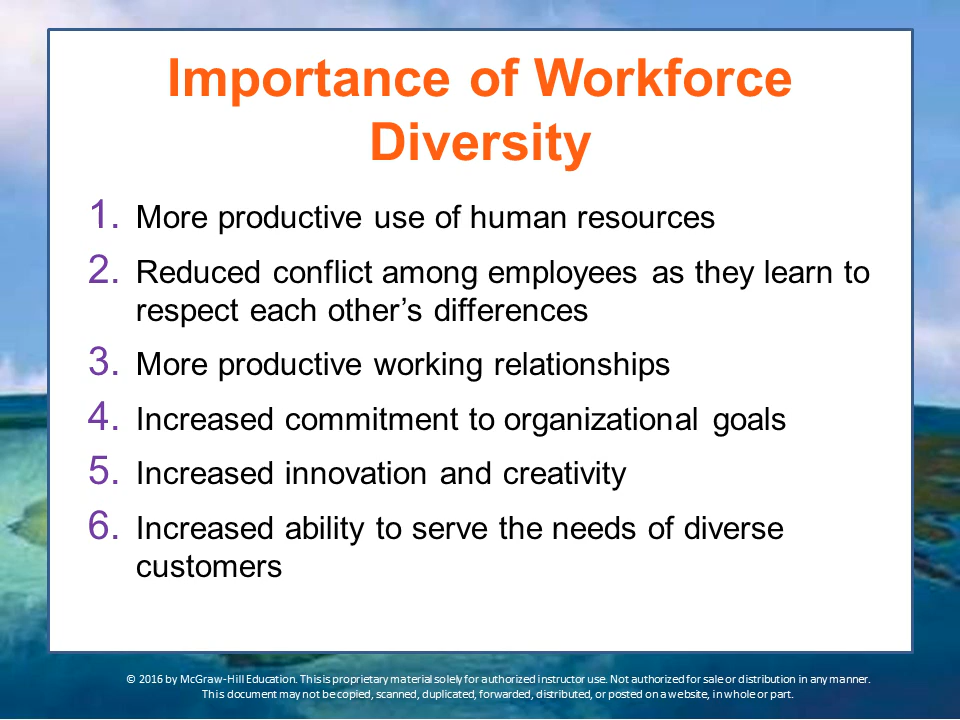 Importance of Workforce
Diversity
1. More productive use of human resources
2. Reduced conflict among employees as they learn to
respect each other’s differences
3. More productive working relationships
4. Increased commitment to organizational goals
5. Increased innovation and creativity
6. Increased ability to serve the needs of diverse
customers
© 2016 by McGraw-Hill Education. This is proprietary material solely for authorized instructor use. Not authorized for sale or distribution in any manner.
This document may not be copied, scanned, duplicated, forwarded, distributed, or posted on a website, in whole or part.